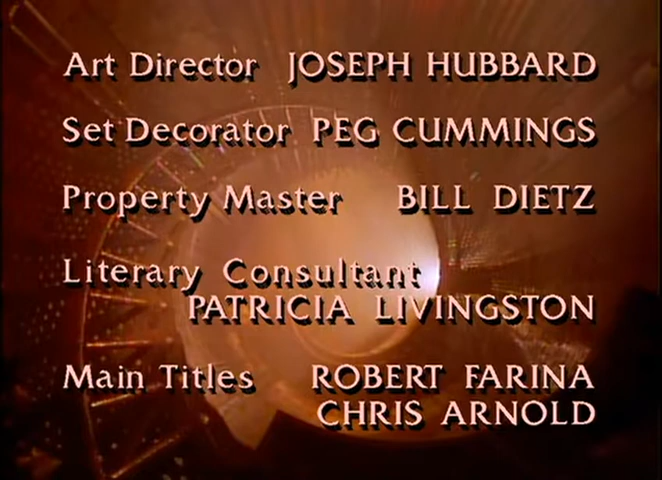 Art Director JOSEPH HUBBARD
Set Decorator PEG CUMMINGS
Property Master BILL DIETZ
Literary Consultant
PATRICIA LIVINGSTON
Main Titles ROBERT FARINA
CHRIS ARNOLD